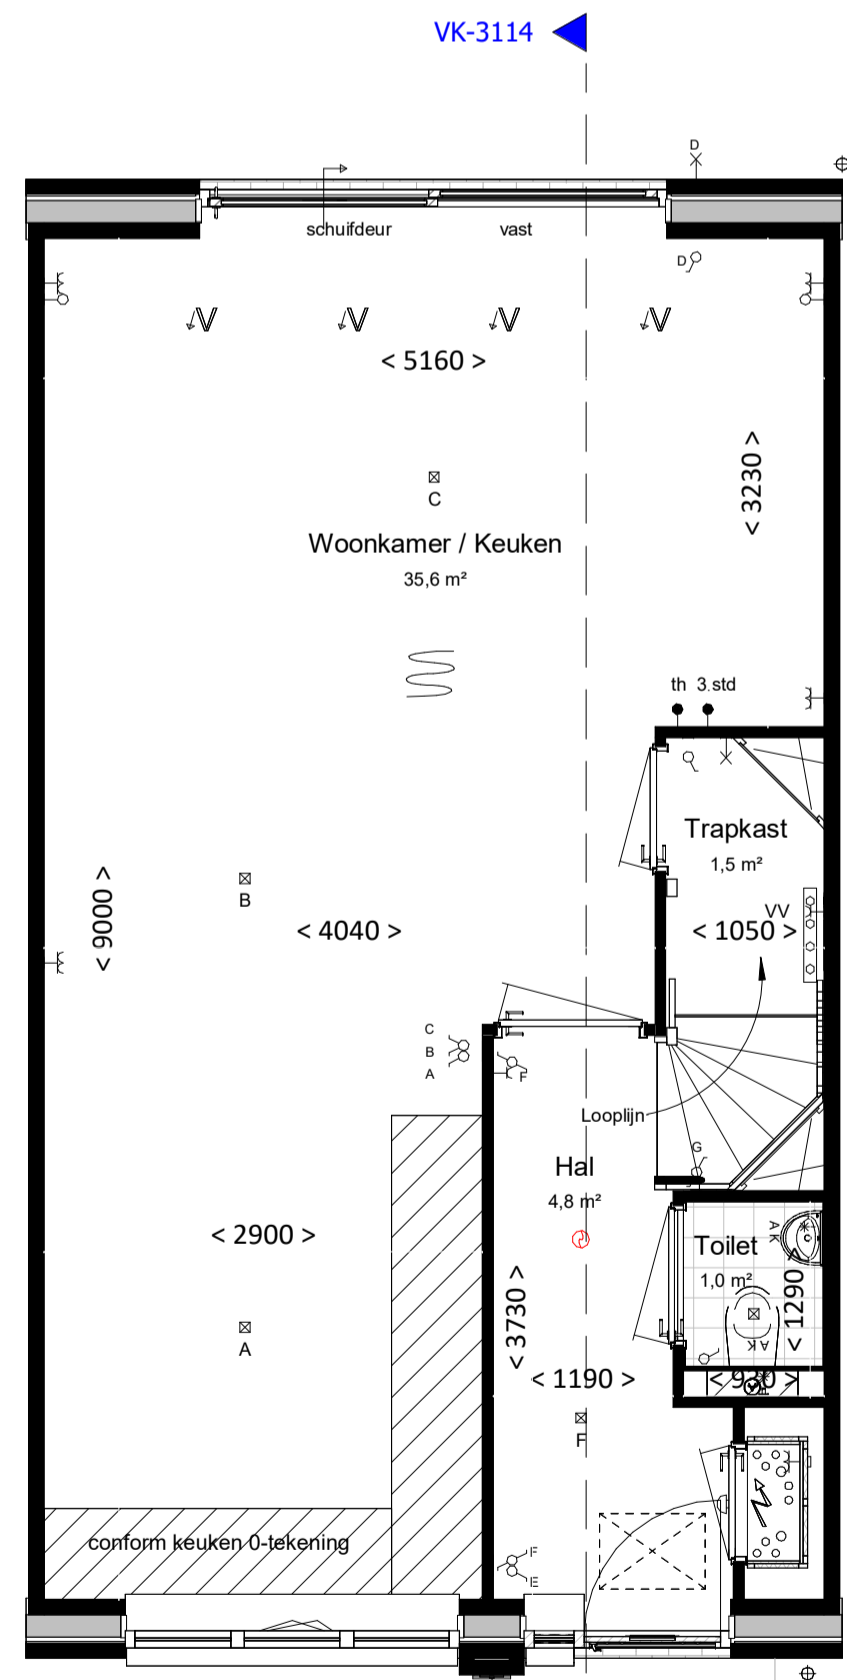 VK-3114
D
schuifdeur
vast
D
V V V V
< 5160 >
< 3230 >
C
Woonkamer / Keuken
35,6 m²
th 3.std
Trapkast
1,5 m²
B
VV
< 9000 >
< 4040 >
< 1050 >
C
B
A
F
Looplijn
G
Hal
4,8 m²
AK
Toilet
1,0 m²
< 2900 >
< 1290 >
A
AK
< 3730 >
< 1190 >
F
conform keuken 0-tekening
F
E